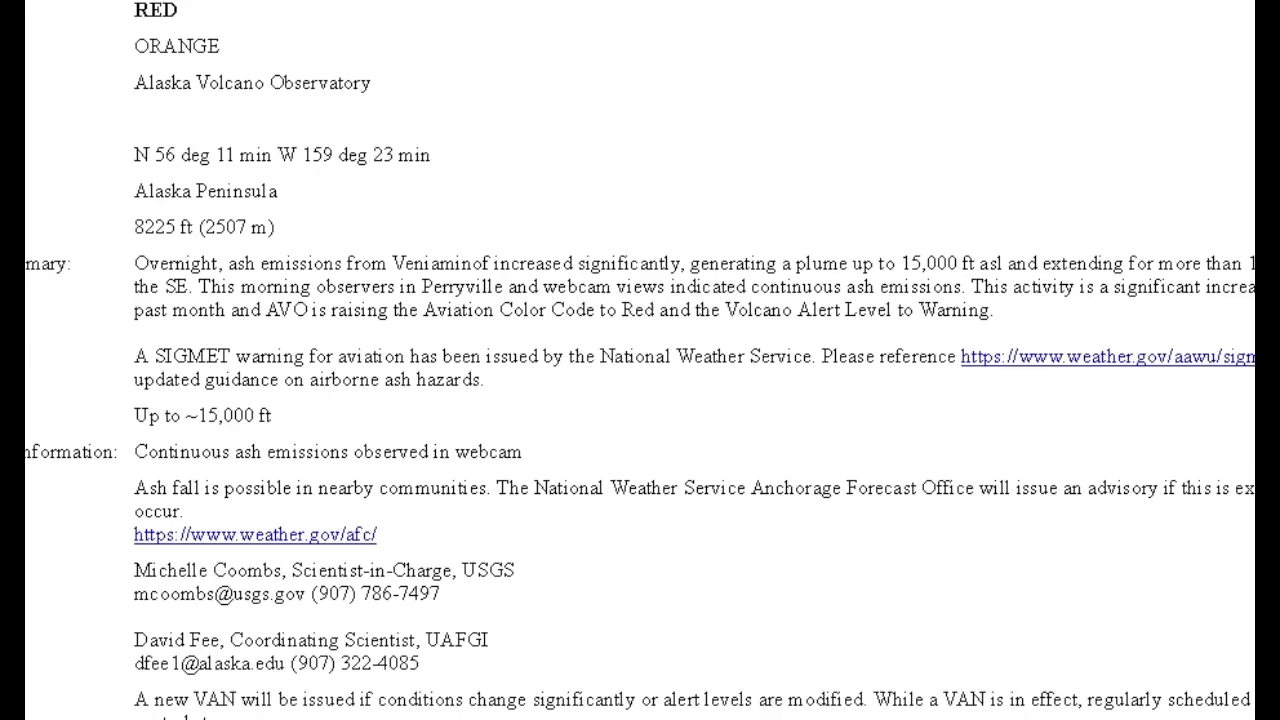 RED
ORANGE
Alaska Volcano Observatory
N 56 deg 11 min W 159 deg 23 min
Alaska Peninsula
8225 ft (2507 m)
mary: Overnight, ash emissions from Veniaminof increased significantly, generating a plume up to 15,000 ft asl and extending for more than 1
the SE. This morning observers in Perryville and webcam views indicated continuous ash emissions. This activity is a significant increa
past month and AVO is raising the Aviation Color Code to Red and the Volcano Alert Level to Warning.
A SIGMET warning for aviation has been issued by the National Weather Service. Please reference https://www.weather.gov/aawu/sigm
updated guidance on airborne ash hazards.
Up to ~15,000 ft
nformation: Continuous ash emissions observed in webcam
Ash fall is possible in nearby communities. The National Weather Service Anchorage Forecast Office will issue an advisory if this is ex
occur.
https://www.weather.gov/afc/
Michelle Coombs, Scientist-in-Charge, USGS
mcoombs@usgs.gov (907) 786-7497
David Fee, Coordinating Scientist, UAFGI
dfee1@alaska.edu (907) 322-4085
A new VAN will be issued if conditions change significantly or alert levels are modified. While a VAN is in effect, regularly scheduled